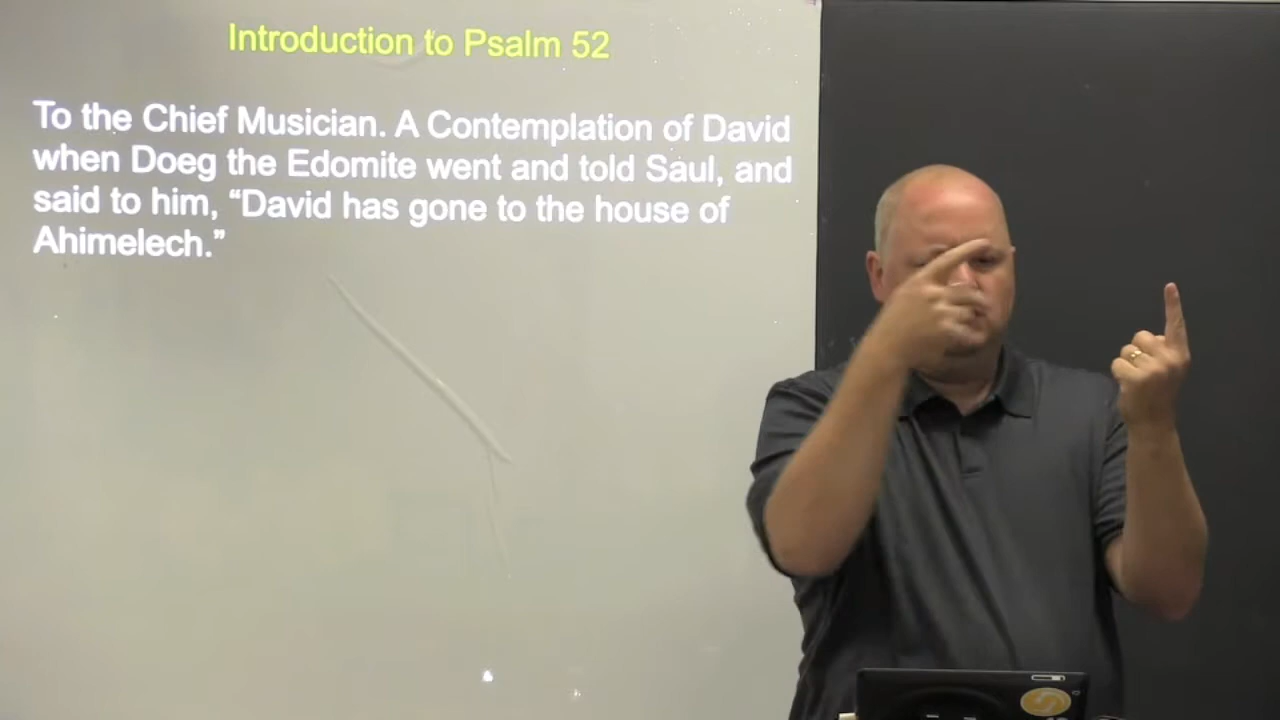 Introduction to Psalm 52
To the Chief Musician. A Contemplation of David
when Doeg the Edomite went and told Saul, and
said to him, “David has gone to the house of
Ahimelech.”